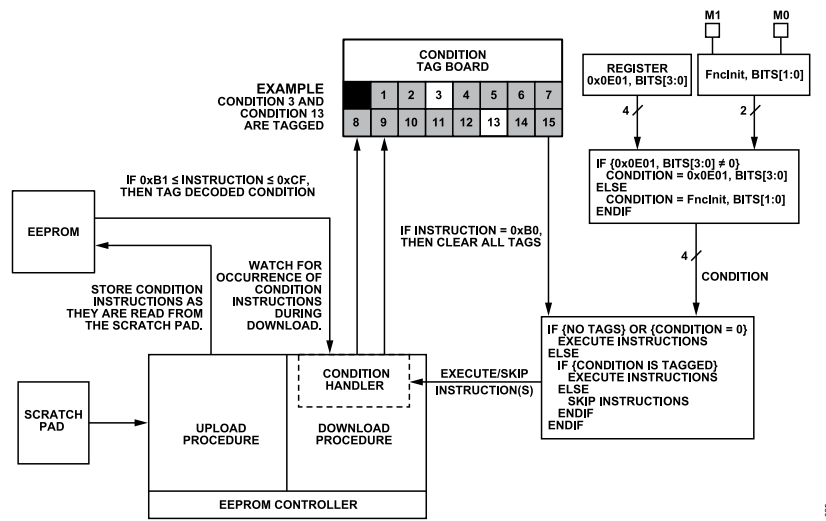 M1
M0
CONDITION
TAG BOARD
REGISTER
0x0E01, BITS[3:0]
FncInit, BITS[1:0]
EXAMPLE
CONDITION 3 AND
CONDITION 13
ARE TAGGED
1 2 3 4 5 6 7
8 9 10 11 12 13 14 15
4
2
IF {0x0E01, BITS[3:0] ≠ 0}
CONDITION = 0x0E01, BITS[3:0]
ELSE
CONDITION = FncInit, BITS[1:0]
ENDIF
IF 0xB1 ≤ INSTRUCTION ≤ 0xCF,
THEN TAG DECODED CONDITION
EEPROM
IF INSTRUCTION = 0xB0,
THEN CLEAR ALL TAGS
4
CONDITION
STORE CONDITION
INSTRUCTIONS AS
THEY ARE READ FROM
THE SCRATCH PAD.
WATCH FOR
OCCURRENCE OF
CONDITION
INSTRUCTIONS
DURING
DOWNLOAD.
IF {NO TAGS} OR {CONDITION = 0}
EXECUTE INSTRUCTIONS
ELSE
IF {CONDITION IS TAGGED}
EXECUTE INSTRUCTIONS
ELSE
SKIP INSTRUCTIONS
ENDIF
ENDIF
CONDITION
HANDLER
EXECUTE/SKIP
INSTRUCTION(S)
SCRATCH
PAD
UPLOAD
PROCEDURE
DOWNLOAD
PROCEDURE
EEPROM CONTROLLER